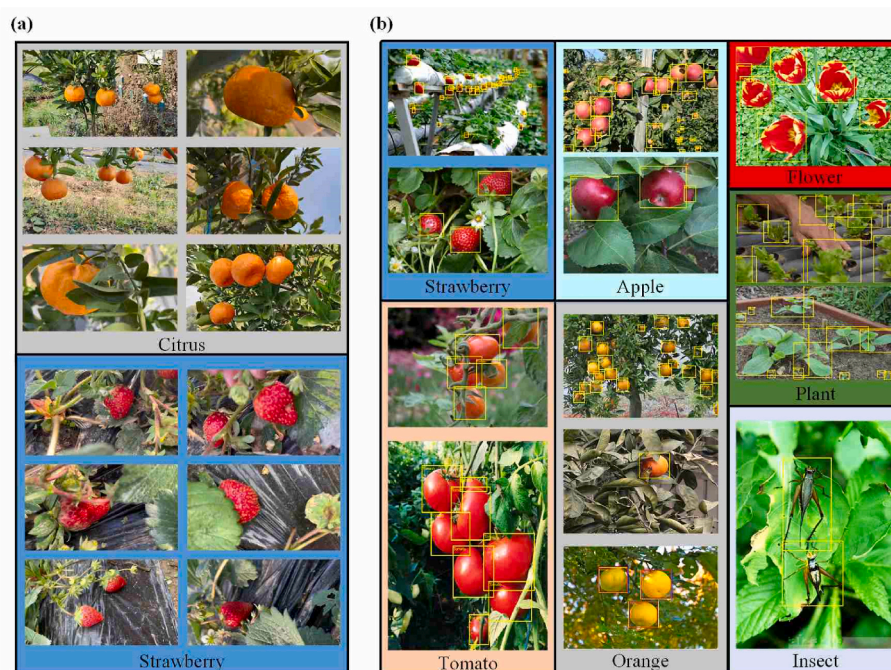 (a)
Citrus
Strawberry
(b)
Strawberry
Apple
Flower
Plant
Tomato
Orange
Insect